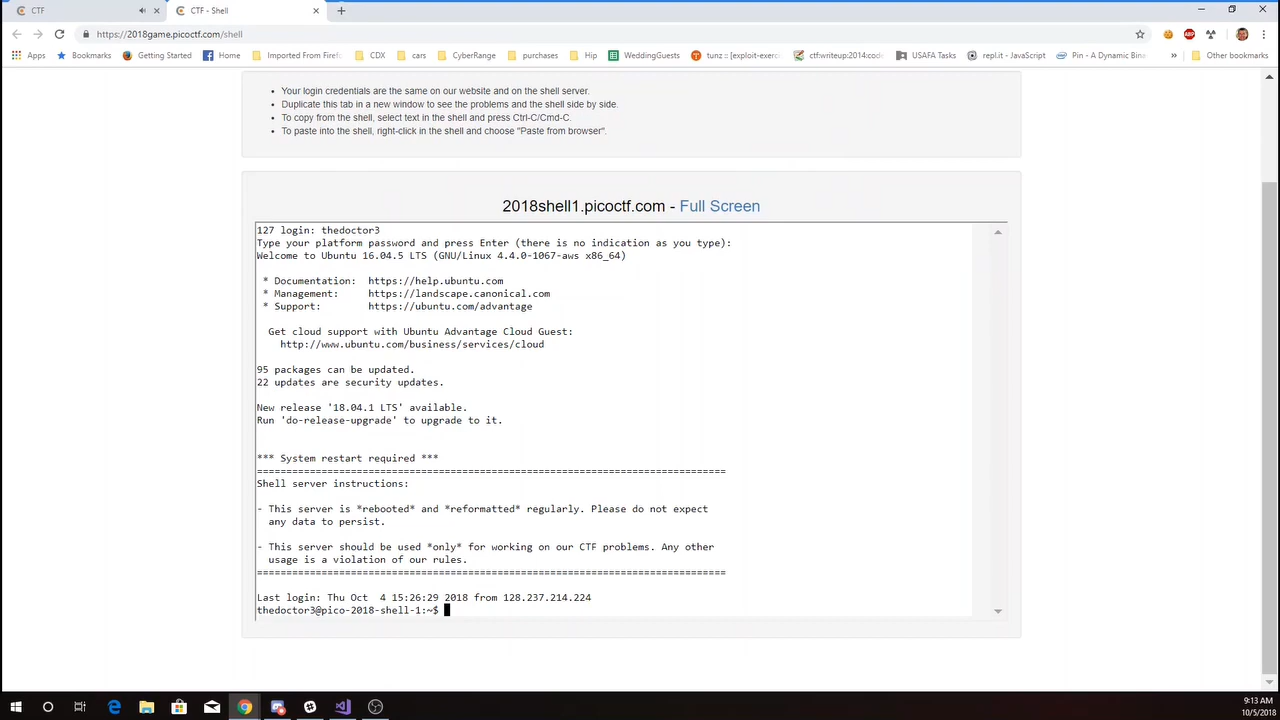 CTF
CTF - Shell
https://2018game.picoctf.com/shell
Apps
Bookmarks
Getting Started
Home
Imported From Firef
CDX
cars
CyberRange
purchases
Hip
WeddingGuests
tunz ::: [exploit-exerc
ctf:writeup:2014:code
USAFA Tasks
repl.it - JavaScript
Pin - A Dynamic Bina
»
Other bookmarks
• Your login credentials are the same on our website and on the shell server.
• Duplicate this tab in a new window to see the problems and the shell side by side.
• To copy from the shell, select text in the shell and press Ctrl-C/Cmd-C.
• To paste into the shell, right-click in the shell and choose "Paste from browser".
2018shell1.picoctf.com - Full Screen
127 login: thedoctor3
Type your platform password and press Enter (there is no indication as you type):
Welcome to Ubuntu 16.04.5 LTS (GNU/Linux 4.4.0-1067-aws x86_64)
* Documentation: https://help.ubuntu.com
* Management: https://landscape.canonical.com
* Support: https://ubuntu.com/advantage
Get cloud support with Ubuntu Advantage Cloud Guest:
http://www.ubuntu.com/business/services/cloud
95 packages can be updated.
22 updates are security updates.
New release '18.04.1 LTS' available.
Run 'do-release-upgrade' to upgrade to it.
*** System restart required ***
================================================================================
Shell server instructions:
- This server is *rebooted* and *reformatted* regularly. Please do not expect
any data to persist.
- This server should be used *only* for working on our CTF problems. Any other
usage is a violation of our rules.
================================================================================
Last login: Thu Oct 4 15:26:29 2018 from 128.237.214.224
thedoctor3@pico-2018-shell-1:~$
9:13 AM
10/5/2018